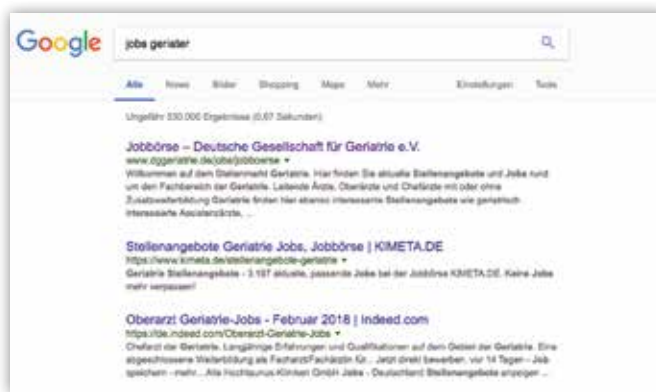 Google
jobs geriater
Alle News Bilder Shopping Maps Mehr Einstellungen Tools
Ungefähr 530.000 Ergebnisse (0,67 Sekunden)
Jobbörse – Deutsche Gesellschaft für Geriatrie e.V.
www.dggeriatrie.de/jobs/jobboerse
Willkommen auf dem Stellenmarkt Geriatrie. Hier finden Sie aktuelle Stellenangebote und Jobs rund
um den Fachbereich der Geriatrie. Leitende Ärzte, Oberärzte und Chefärzte mit oder ohne
Zusatzweiterbildung Geriatrie finden hier ebenso interessante Stellenangebote wie geriatrisch
interessierte Assistenzärzte, ...
Stellenangebote Geriatrie Jobs, Jobbörse | KIMETA.DE
https://www.kimeta.de/stellenangebote-geriatrie
Geriatrie Stellenangebote - 3.197 aktuelle, passende Jobs bei der Jobbörse KIMETA.DE. Keine Jobs
mehr verpassen!
Oberarzt Geriatrie-Jobs - Februar 2018 | Indeed.com
https://de.indeed.com/Oberarzt-Geriatrie-Jobs
Chefarzt der Geriatrie. Langjährige Erfahrungen und Qualifikationen auf dem Gebiet der Geriatrie. Eine
abgeschlossene Weiterbildung als Facharzt/Fachärztin für... Jetzt direkt bewerben. vor 14 Tagen - Job
speichern - mehr... Alle Hochtaunus-Kliniken GmbH Jobs - Deutschland Stellenangebote anzeigen ...